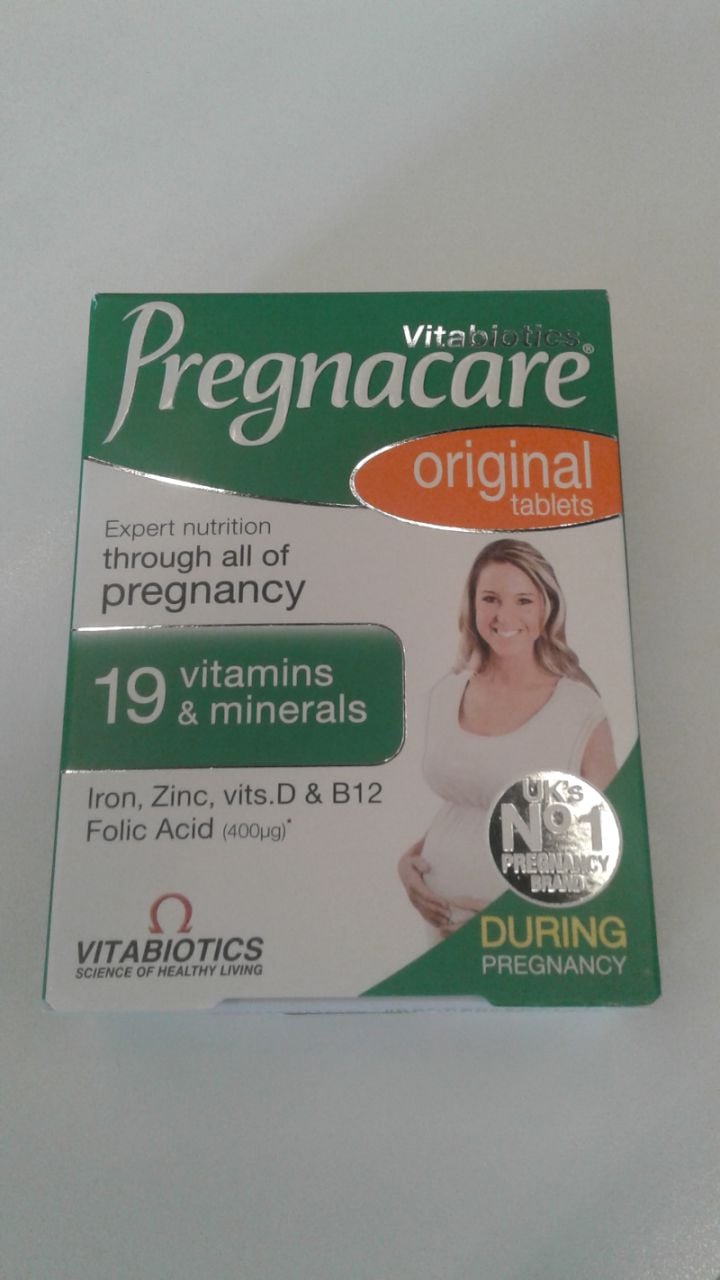 Vitabiotics
Pregnacare®
original
tablets
Expert nutrition
through all of
pregnancy
19 vitamins
& minerals
Iron, Zinc, vits.D & B12
Folic Acid (400µg)*
UK's
Nº1
PREGNANCY
BRAND
DURING
PREGNANCY
VITABIOTICS
SCIENCE OF HEALTHY LIVING